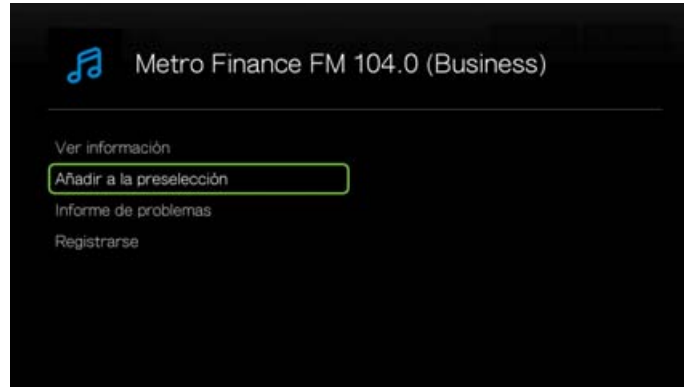 Metro Finance FM 104.0 (Business)
Ver información
Añadir a la preselección
Informe de problemas
Registrarse